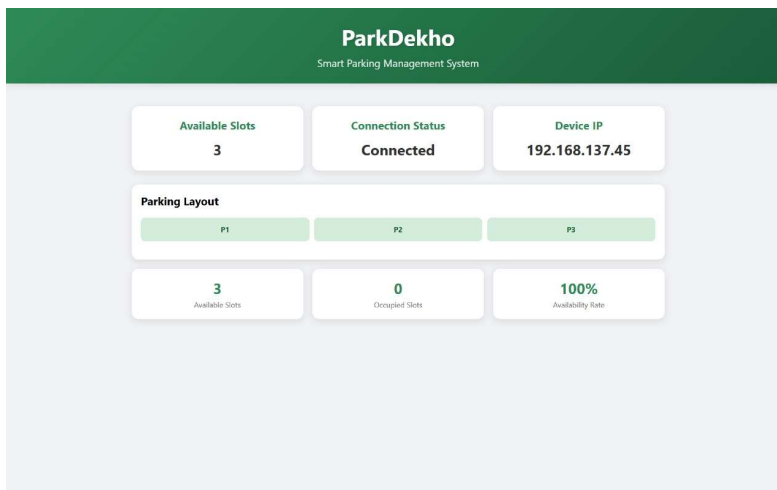 ParkDekho
Smart Parking Management System
Available Slots
3
Connection Status
Connected
Device IP
192.168.137.45
Parking Layout
P1
P2
P3
3
Available Slots
0
Occupied Slots
100%
Availability Rate